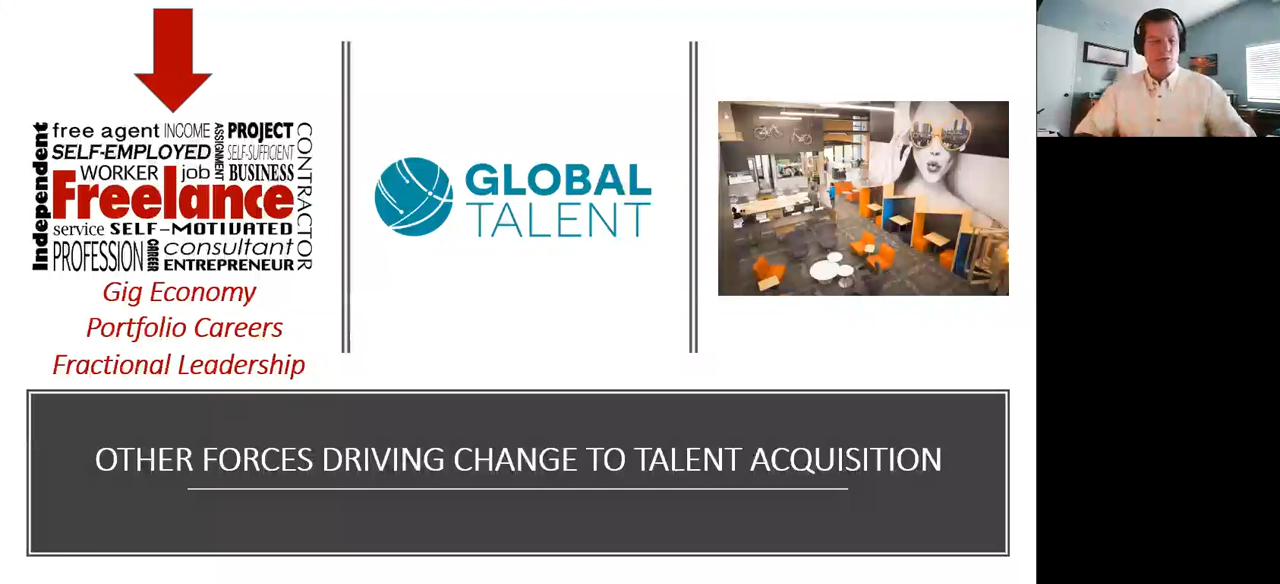 Independent
free agent INCOME
ASSIGNMENT
PROJECT
CONTRACTOR
SELF-EMPLOYED
SELF-SUFFICIENT
WORKER job BUSINESS
Freelance
service SELF-MOTIVATED
PROFESSION
CAREER
consultant
ENTREPRENEUR
Gig Economy
Portfolio Careers
Fractional Leadership
GLOBAL
TALENT
OTHER FORCES DRIVING CHANGE TO TALENT ACQUISITION